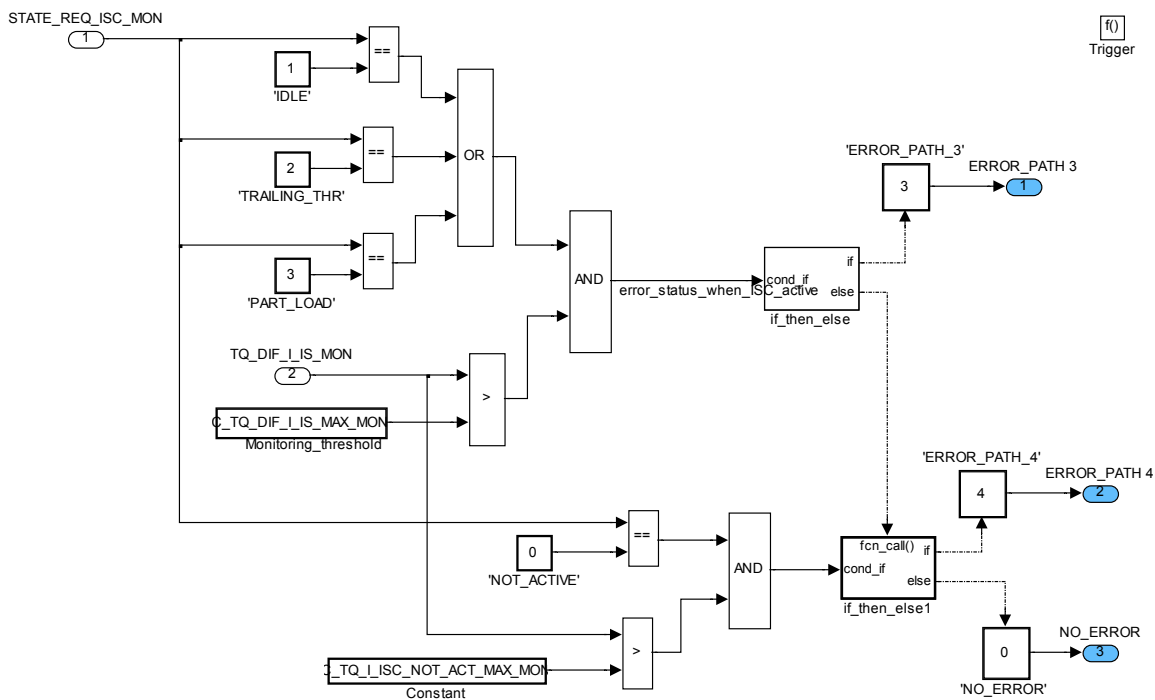 STATE_REQ_ISC_MON
1
==
1
'IDLE'
f()
Trigger
OR
==
2
'TRAILING_THR'
'ERROR_PATH_3'
3
ERROR_PATH 3
1
==
3
'PART_LOAD'
AND
error_status_when_ISC_active
cond_if
if
else
if_then_else
TQ_DIF_I_IS_MON
2
>
C_TQ_DIF_I_IS_MAX_MON
Monitoring_threshold
'ERROR_PATH_4'
4
ERROR_PATH 4
2
==
0
'NOT_ACTIVE'
AND
fcn_call()
cond_if
if
else
if_then_else1
>
C_TQ_I_ISC_NOT_ACT_MAX_MON
Constant
0
'NO_ERROR'
NO_ERROR
3